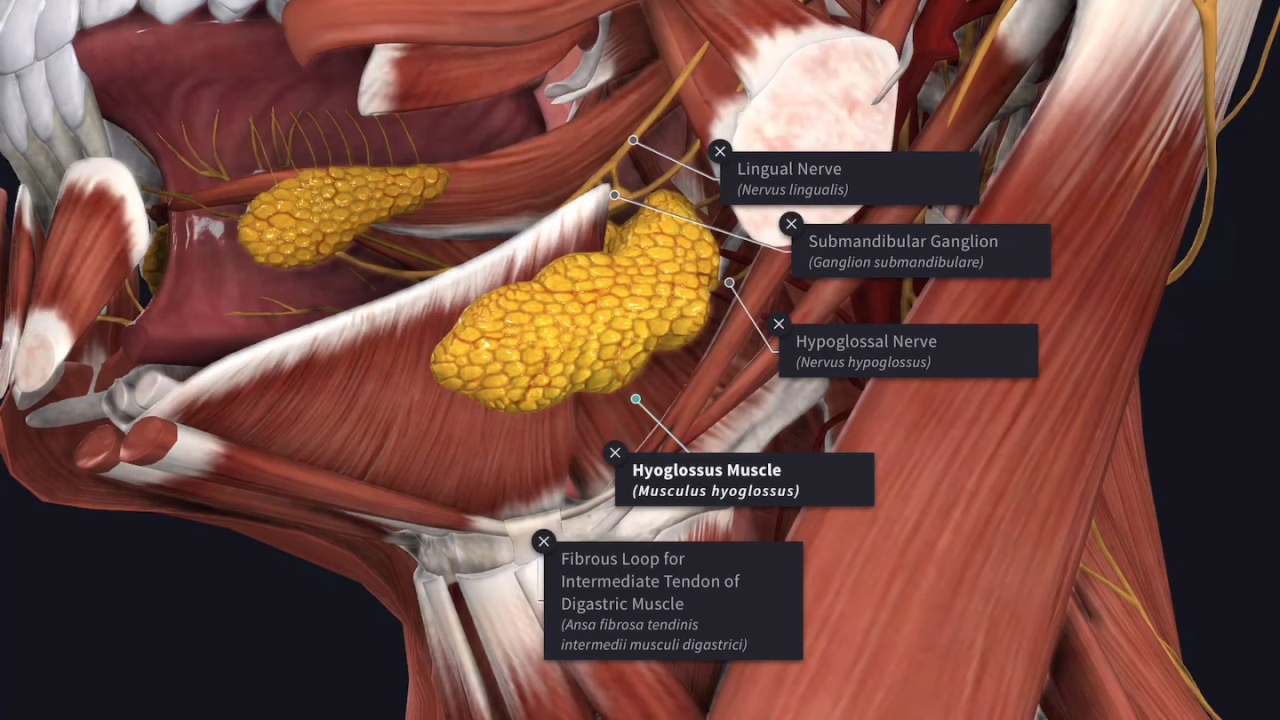 Lingual Nerve
(Nervus lingualis)
Submandibular Ganglion
(Ganglion submandibulare)
Hypoglossal Nerve
(Nervus hypoglossus)
Hyoglossus Muscle
(Musculus hyoglossus)
Fibrous Loop for
Intermediate Tendon of
Digastric Muscle
(Ansa fibrosa tendinis
intermedii musculi digastrici)